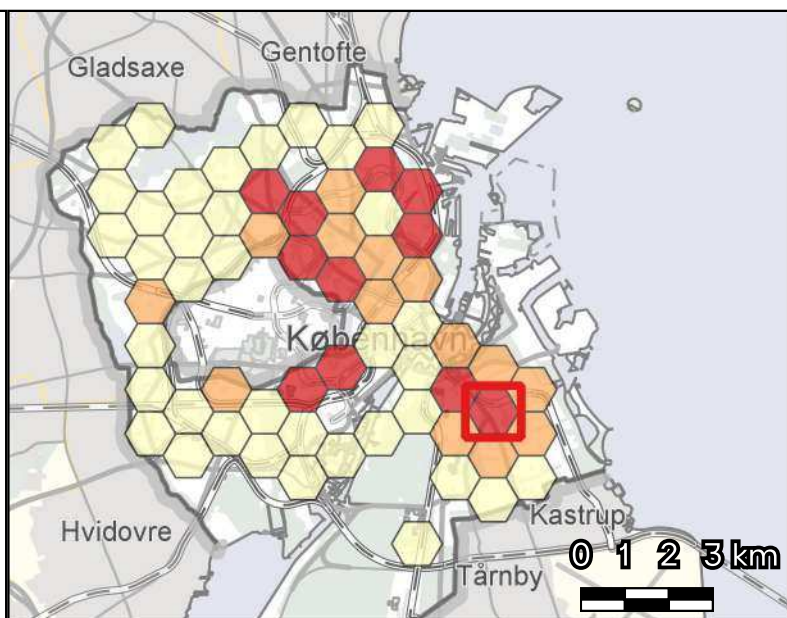 Gentofte
Gladsaxe
København
Hvidovre
Kastrup
0 1 2 3 km
Tårnby